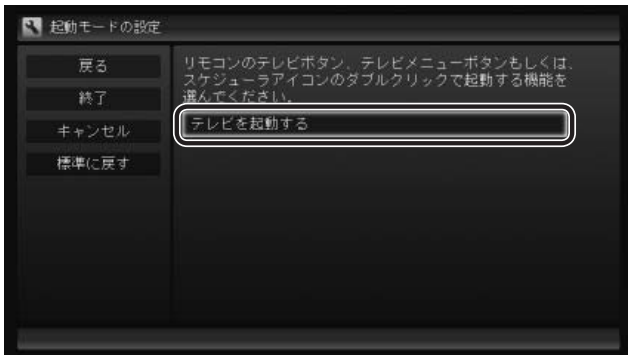 起動モードの設定
戻る
終了
キャンセル
標準に戻す
リモコンのテレビボタン、テレビメニューボタンもしくは、
スケジューラアイコンのダブルクリックで起動する機能を
選んでください。
テレビを起動する